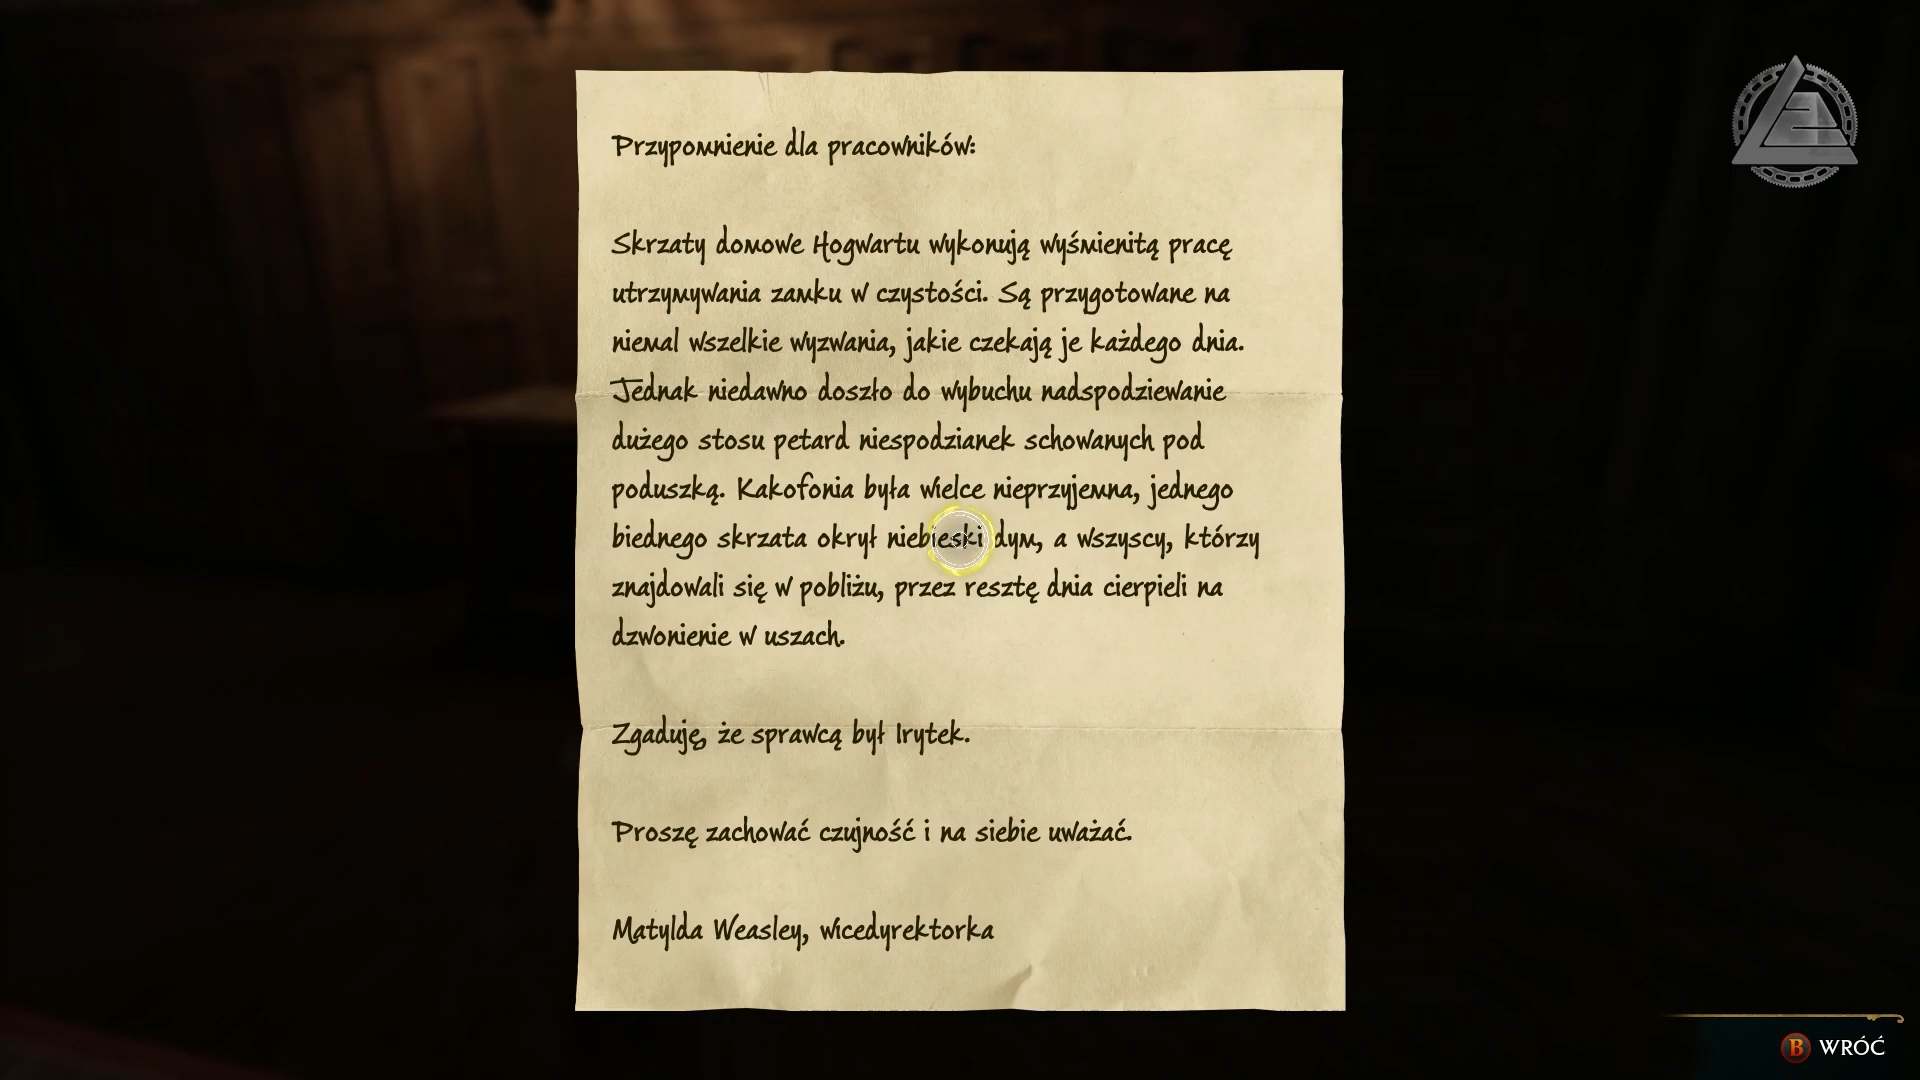 Przypomnienie dla pracowników:
Skrzaty domowe Hogwartu wykonują wyśmienitą pracę
utrzymywania zamku w czystości. Są przygotowane na
niemal wszelkie wyzwania, jakie czekają je każdego dnia.
Jednak niedawno doszło do wybuchu nadspodziewanie
dużego stosu petard niespodzianek schowanych pod
poduszką. Kakofonia była wielce nieprzyjemna, jednego
biednego skrzata okrył niebieski dym, a wszyscy, którzy
znajdowali się w pobliżu, przez resztę dnia cierpieli na
dzwonienie w uszach.
Zgaduję, że sprawcą był Irytek.
Proszę zachować czujność i na siebie uważać.
Matylda Weasley, wicedyrektorka
B WRÓĆ